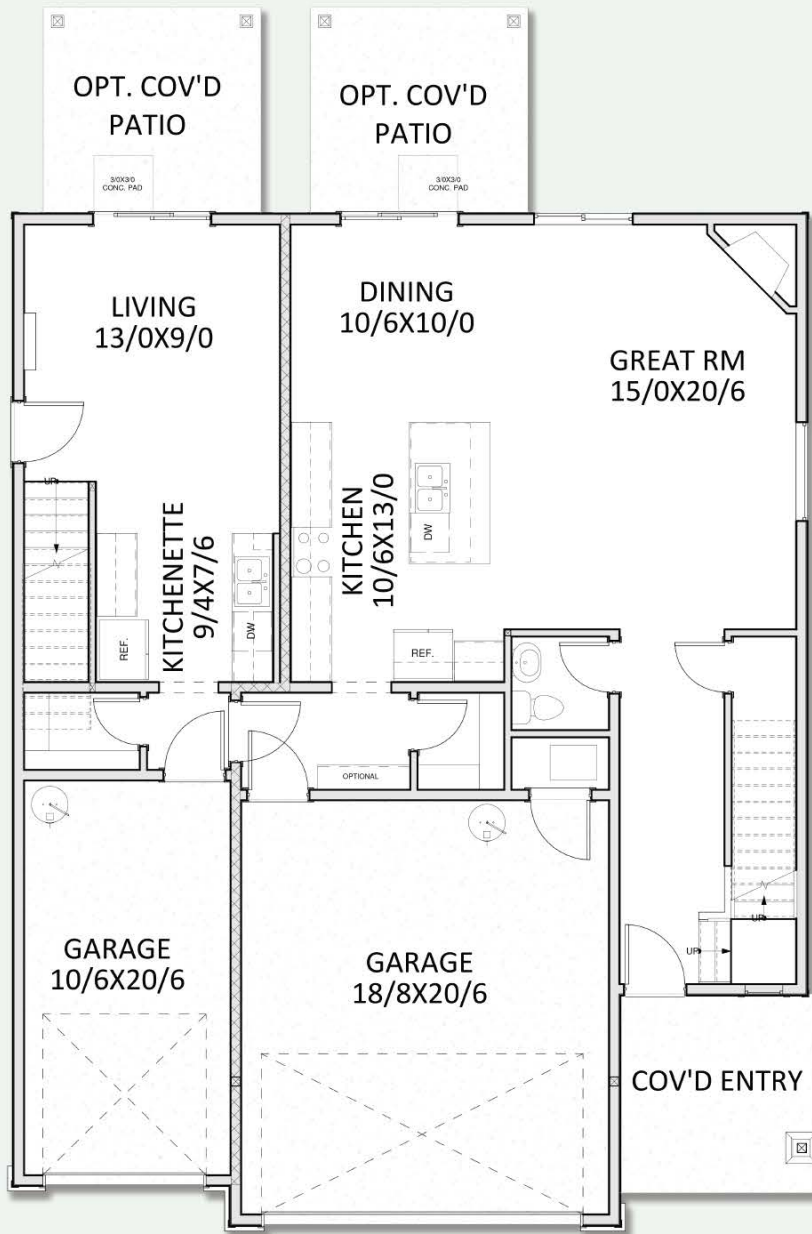 OPT. COV'D
PATIO
3/0X3/0
CONC. PAD
OPT. COV'D
PATIO
3/0X3/0
CONC. PAD
LIVING
13/0X9/0
DINING
10/6X10/0
GREAT RM
15/0X20/6
UP
KITCHENETTE
9/4X7/6
REF.
DW
KITCHEN
10/6X13/0
DW
REF.
OPTIONAL
GARAGE
10/6X20/6
GARAGE
18/8X20/6
UP
UP
COV'D ENTRY